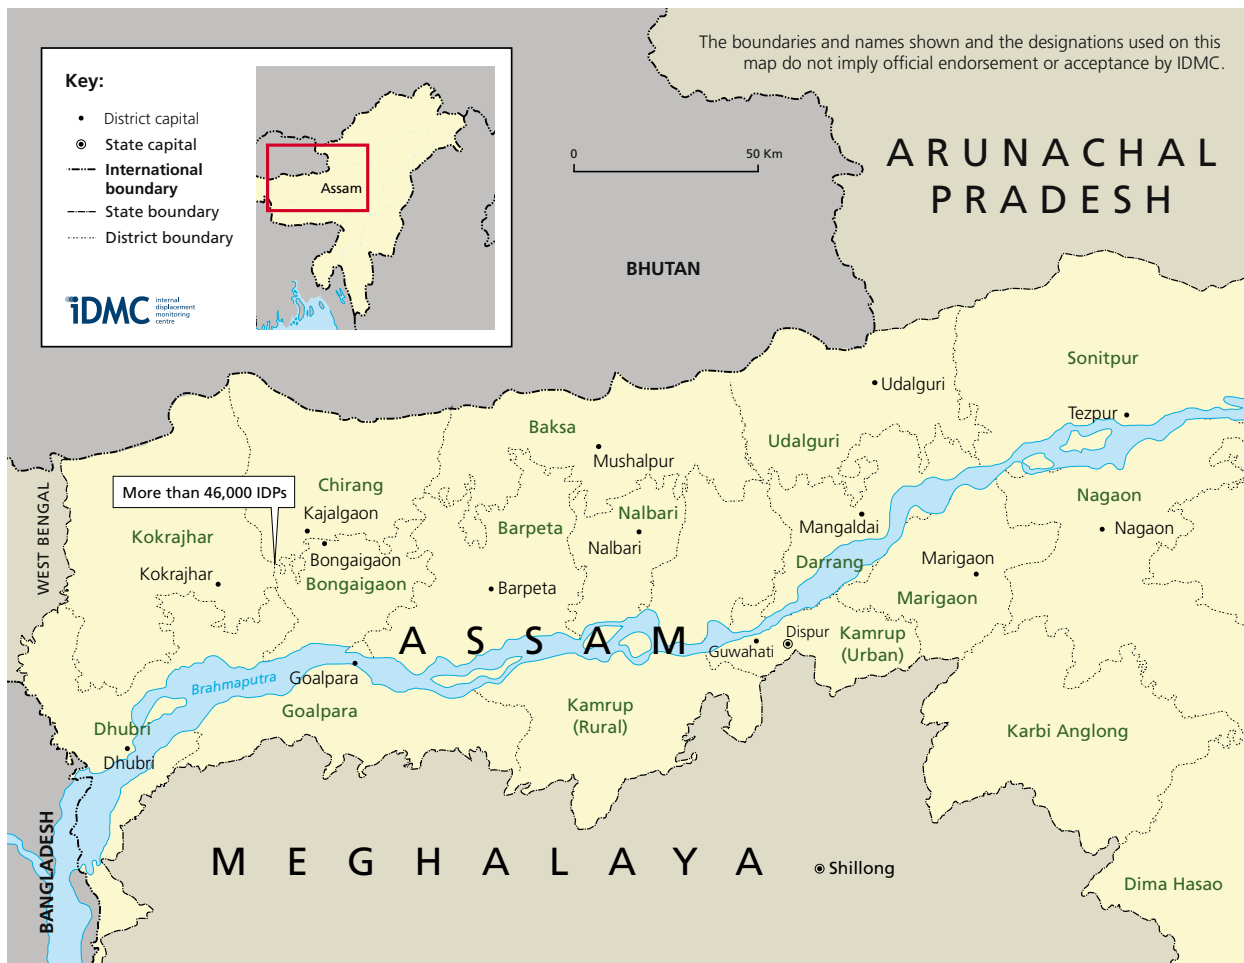 The boundaries and names shown and the designations used on this
map do not imply official endorsement or acceptance by IDMC.
Key:
District capital
State capital
International
boundary
State boundary
District boundary
iDMC
internal
displacement
monitoring
centre
Assam
0 50 Km
ARUNACHAL
PRADESH
BHUTAN
Sonitpur
Udalguri
Tezpur
Baksa
Udalguri
Mushalpur
WEST BENGAL
More than 46,000 IDPs
Chirang
Kajalgaon
Kokrajhar
Barpeta
Nalbari
Nalbari
Mangaldai
Nagaon
Nagaon
Bongaigaon
Bongaigaon
Kokrajhar
Barpeta
Darrang
Marigaon
Marigaon
ASSAM
Guwahati
Dispur
Kamrup
(Urban)
Brahmaputra
Goalpara
Goalpara
Kamrup
(Rural)
Dhubri
Dhubri
Karbi Anglong
BANGLADESH
MEGHALAYA
Shillong
Dima Hasao